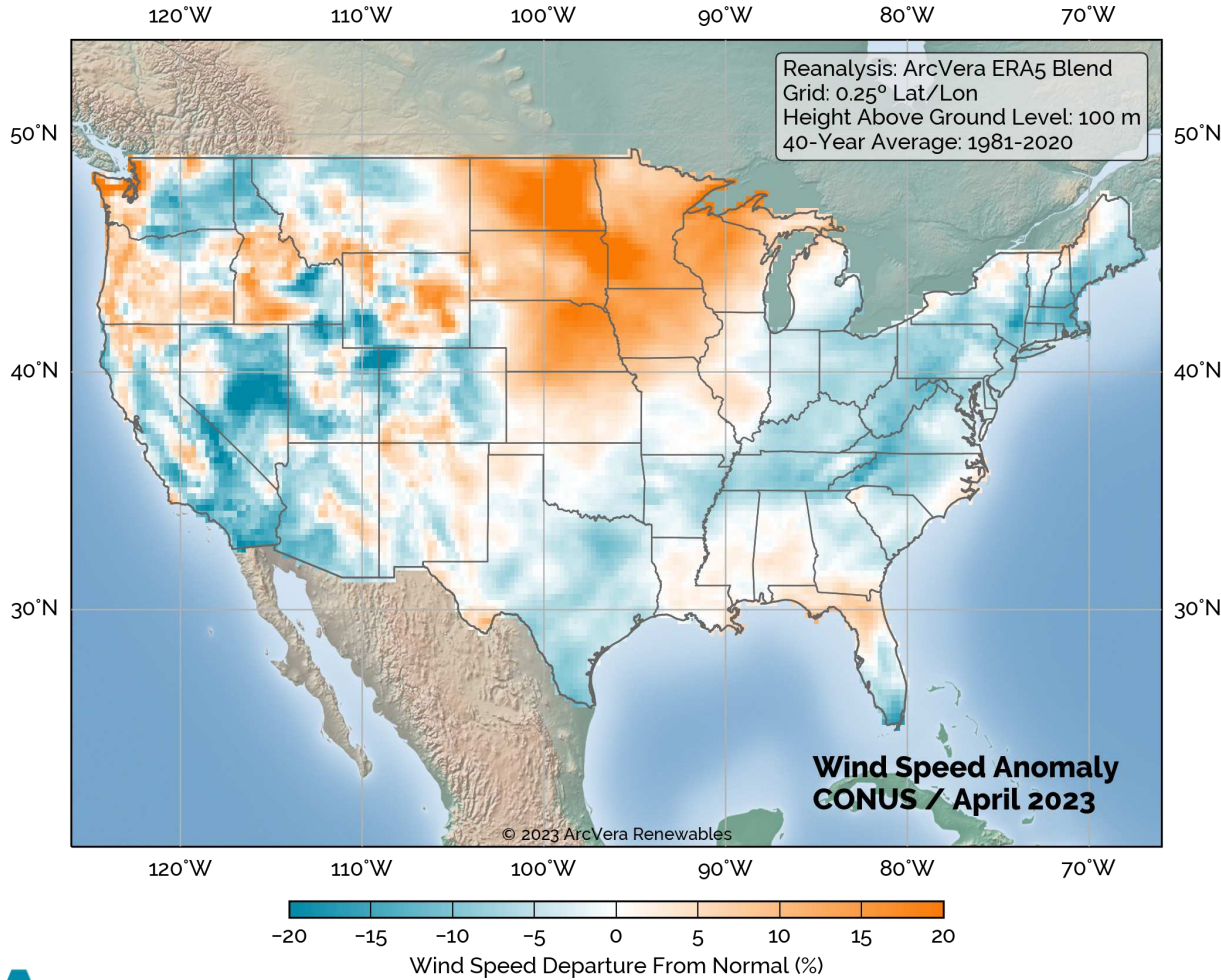 120°W 110°W 100°W 90°W 80°W 70°W
Reanalysis: ArcVera ERA5 Blend
Grid: 0.25º Lat/Lon
Height Above Ground Level: 100 m
40-Year Average: 1981-2020
50°N 50°N
40°N 40°N
30°N 30°N
Wind Speed Anomaly
CONUS / April 2023
© 2023 ArcVera Renewables
120°W 110°W 100°W 90°W 80°W 70°W
−20 −15 −10 −5 0 5 10 15 20
Wind Speed Departure From Normal (%)